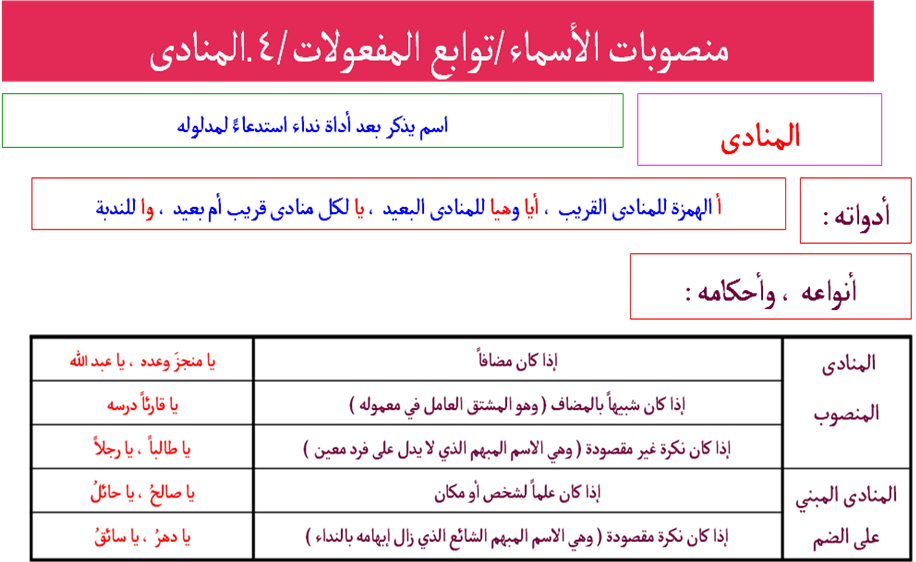 منصوبات الأسماء/توابع المفعولات/٤.المنادى
المنادى
اسم يذكر بعد أداة نداء استدعاءً لمدلوله
أدواته :
أ الهمزة للمنادى القريب ، أيا وهيا للمنادى البعيد ، يا لكل منادى قريب أم بعيد ، وا للندبة
أنواعه ، وأحكامه :
المنادى المنصوب
إذا كان مضافاً
يا منجزَ وعده ، يا عبد الله
إذا كان شبيهاً بالمضاف ( وهو المشتق العامل في معموله )
يا قارئاً درسه
إذا كان نكرة غير مقصودة ( وهي الاسم المبهم الذي لا يدل على فرد معين )
يا طالباً ، يا رجلاً
المنادى المبني على الضم
إذا كان علماً لشخص أو مكان
يا صالحُ ، يا حائلُ
إذا كان نكرة مقصودة ( وهي الاسم المبهم الشائع الذي زال إبهامه بالنداء )
يا دهرُ ، يا سائقُ